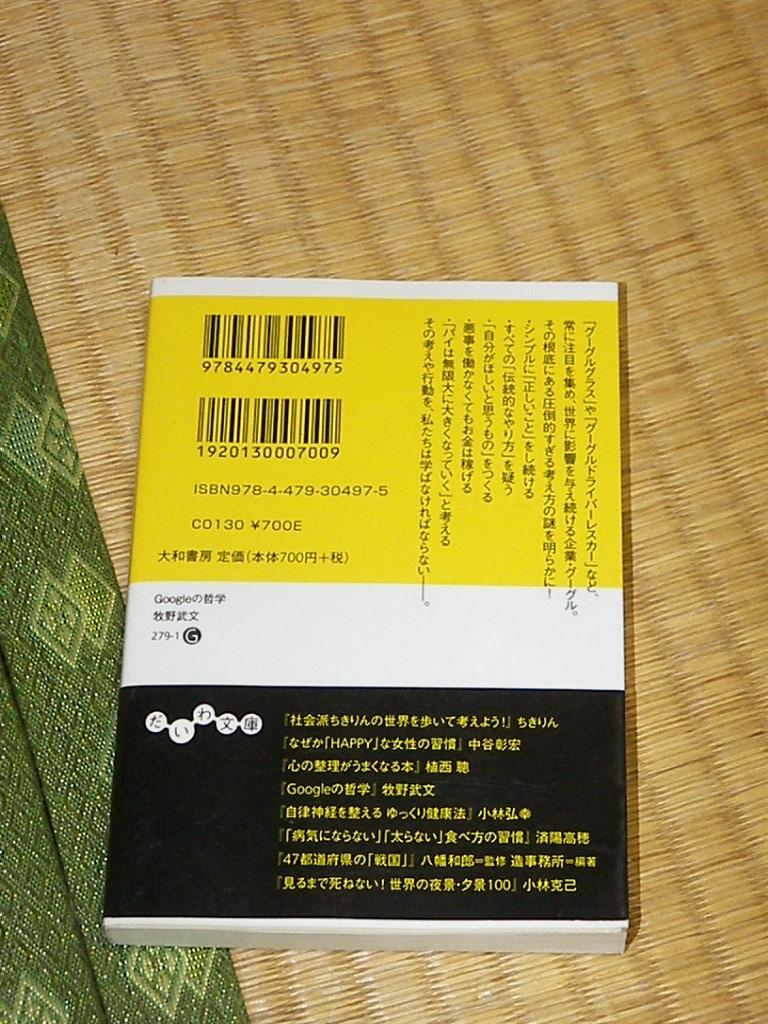 「グーグルグラス」や「グーグルドライバーレスカー」など、
常に注目を集め、世界に影響を与え続ける企業・グーグル。
その根底にある圧倒的すぎる考え方の謎を明らかに!
・シンプルに「正しいこと」をし続ける
・すべての「伝統的なやり方」を疑う
・「自分がほしいと思うもの」をつくる
・悪事を働かなくてもお金は稼げる
・「パイは無限大に大きくなっていく」と考える
その考えや行動を、私たちは学ばなければならない――。
9784479304975
1920130007009
ISBN978-4-479-30497-5
C0130 ¥700E
大和書房 定価(本体700円+税)
Googleの哲学
牧野武文
279-1 G
だいわ文庫
『社会派ちきりんの世界を歩いて考えよう!』 ちきりん
『なぜか「HAPPY」な女性の習慣』 中谷彰宏
『心の整理がうまくなる本』 植西 聰
『Googleの哲学』 牧野武文
『自律神経を整える ゆっくり健康法』 小林弘幸
『「病気にならない」「太らない」食べ方の習慣』 済陽高穂
『47都道府県の「戦国」』 八幡和郎=監修 造事務所=編著
『見るまで死ねない! 世界の夜景・夕景100』 小林克己